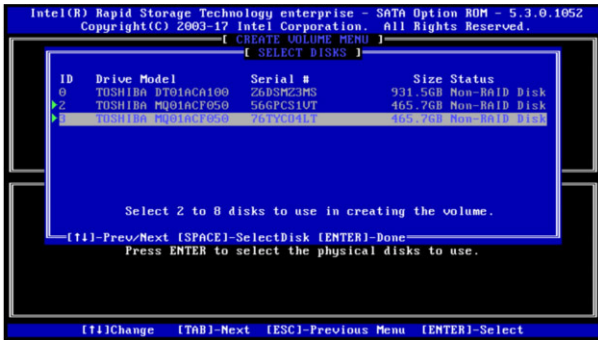 Intel(R) Rapid Storage Technology enterprise - SATA Option ROM - 5.3.0.1052
Copyright(C) 2003-17 Intel Corporation.  All Rights Reserved.
[ CREATE VOLUME MENU ]
[ SELECT DISKS ]
ID Drive Model Serial # Size Status
0 TOSHIBA DT01ACA100 Z6DSMZ3MS 931.5GB Non-RAID Disk
2 TOSHIBA MQ01ACF050 56GPCS1VT 465.7GB Non-RAID Disk
3 TOSHIBA MQ01ACF050 76TYCO4LT 465.7GB Non-RAID Disk
Select 2 to 8 disks to use in creating the volume.
[↑↓]-Prev/Next [SPACE]-SelectDisk [ENTER]-Done
Press ENTER to select the physical disks to use.
[↑↓]Change [TAB]-Next [ESC]-Previous Menu [ENTER]-Select